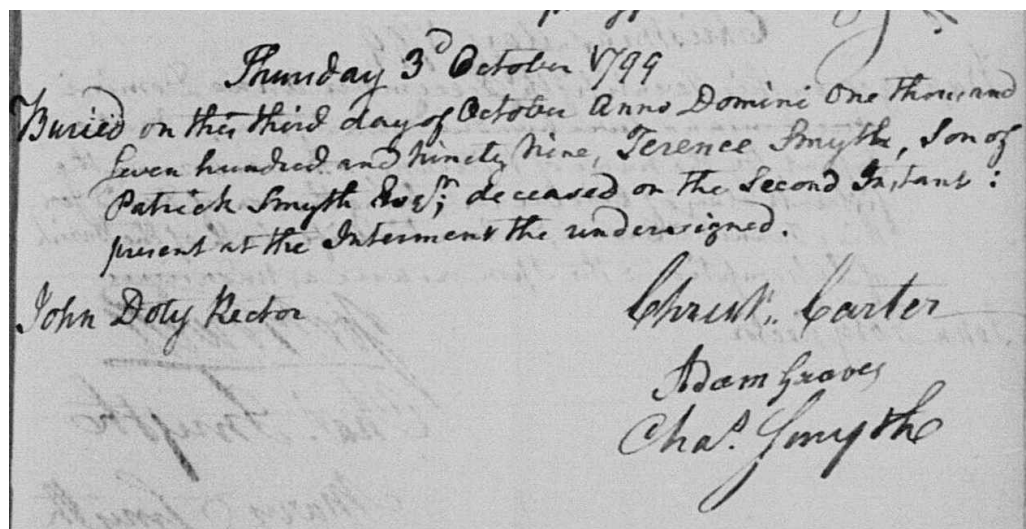 Thursday 3d October 1799
Buried on this third day of October Anno Domini One thousand
Seven hundred and Ninety Nine, Terence Smyth, Son of
Patrick Smyth Esqr; deceased on the Second Instant:
present at the Interment the undersigned.
John Doty Rector
Christr. Carter
Adam Graves
Chas. Smythe